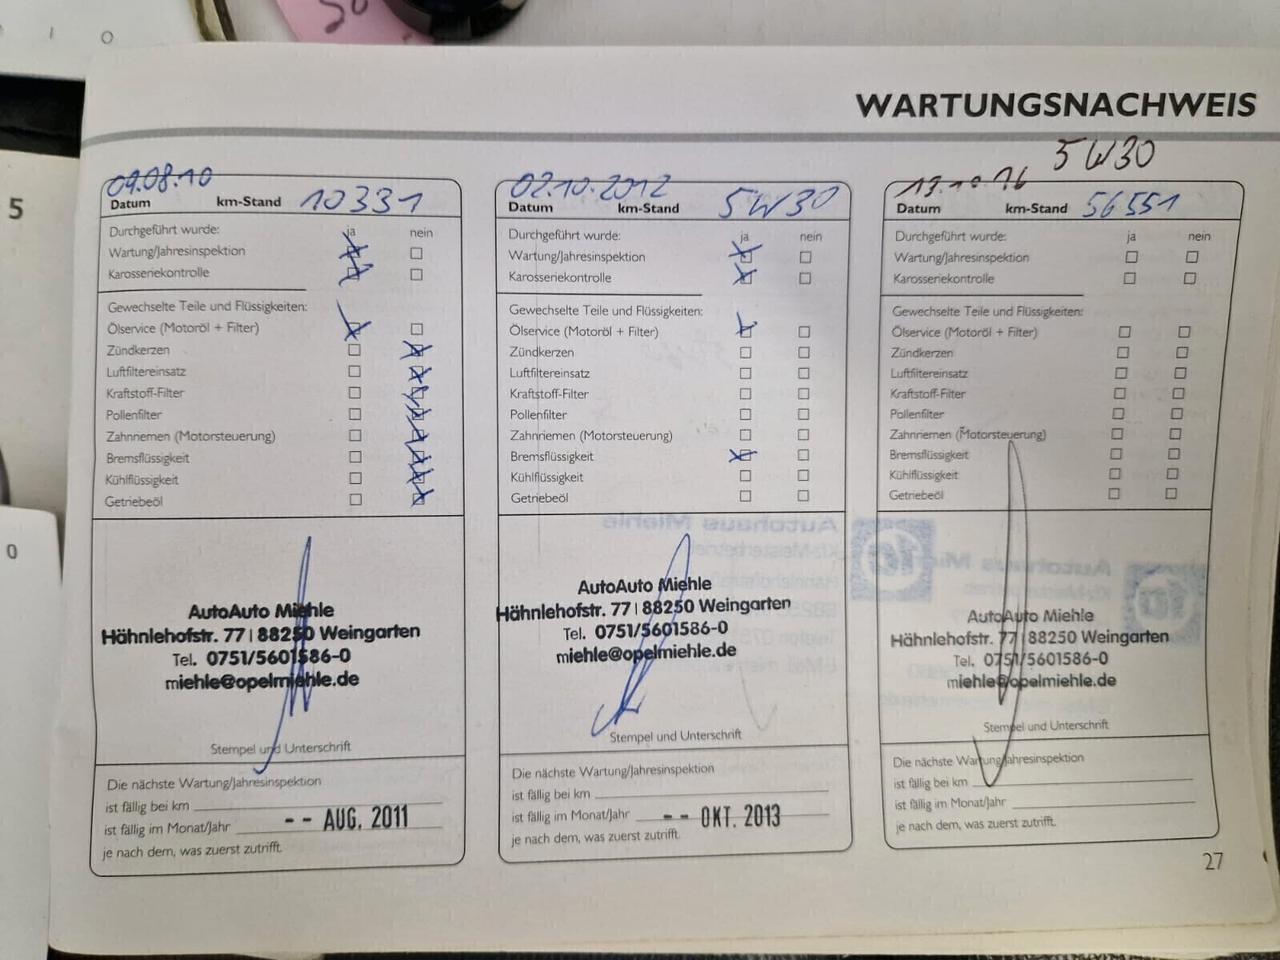 WARTUNGSNACHWEIS
5W30
09.08.10
Datum km-Stand 10331
Durchgeführt wurde: ja nein
Wartung/Jahresinspektion
Karosseriekontrolle
Gewechselte Teile und Flüssigkeiten:
Ölservice (Motoröl + Filter)
Zündkerzen
Luftfiltereinsatz
Kraftstoff-Filter
Pollenfilter
Zahnriemen (Motorsteuerung)
Bremsflüssigkeit
Kühlflüssigkeit
Getriebeöl
AutoAuto Miehle
Hähnlehofstr. 77 | 88250 Weingarten
Tel. 0751/5601586-0
miehle@opelmiehle.de
Stempel und Unterschrift
Die nächste Wartung/Jahresinspektion
ist fällig bei km
ist fällig im Monat/Jahr -- AUG. 2011
je nach dem, was zuerst zutrifft.
02.10.2012
Datum km-Stand 5W30
Durchgeführt wurde: ja nein
Wartung/Jahresinspektion
Karosseriekontrolle
Gewechselte Teile und Flüssigkeiten:
Ölservice (Motoröl + Filter)
Zündkerzen
Luftfiltereinsatz
Kraftstoff-Filter
Pollenfilter
Zahnriemen (Motorsteuerung)
Bremsflüssigkeit
Kühlflüssigkeit
Getriebeöl
AutoAuto Miehle
Hähnlehofstr. 77 | 88250 Weingarten
Tel. 0751/5601586-0
miehle@opelmiehle.de
Stempel und Unterschrift
Die nächste Wartung/Jahresinspektion
ist fällig bei km
ist fällig im Monat/Jahr -- OKT. 2013
je nach dem, was zuerst zutrifft.
13.10.16
Datum km-Stand 56551
Durchgeführt wurde: ja nein
Wartung/Jahresinspektion
Karosseriekontrolle
Gewechselte Teile und Flüssigkeiten:
Ölservice (Motoröl + Filter)
Zündkerzen
Luftfiltereinsatz
Kraftstoff-Filter
Pollenfilter
Zahnriemen (Motorsteuerung)
Bremsflüssigkeit
Kühlflüssigkeit
Getriebeöl
AutoAuto Miehle
Hähnlehofstr. 77 | 88250 Weingarten
Tel. 0751/5601586-0
miehle@opelmiehle.de
Stempel und Unterschrift
Die nächste Wartung/Jahresinspektion
ist fällig bei km
ist fällig im Monat/Jahr
je nach dem, was zuerst zutrifft.
27
5
0